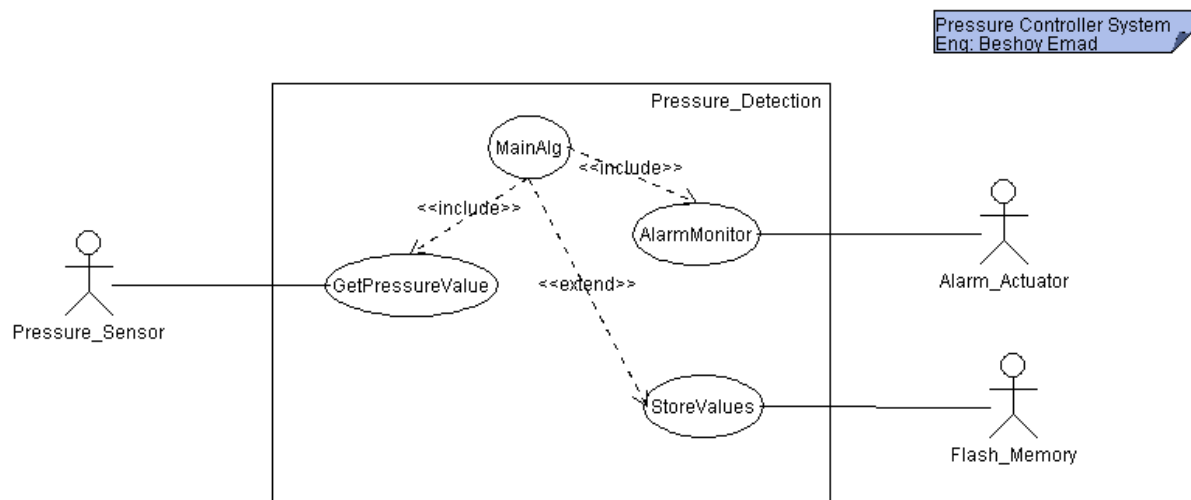 Pressure Controller System
Eng: Beshoy Emad
Pressure_Detection
MainAlg
<<include>>
<<include>>
AlarmMonitor
GetPressureValue
<<extend>>
Alarm_Actuator
Pressure_Sensor
StoreValues
Flash_Memory